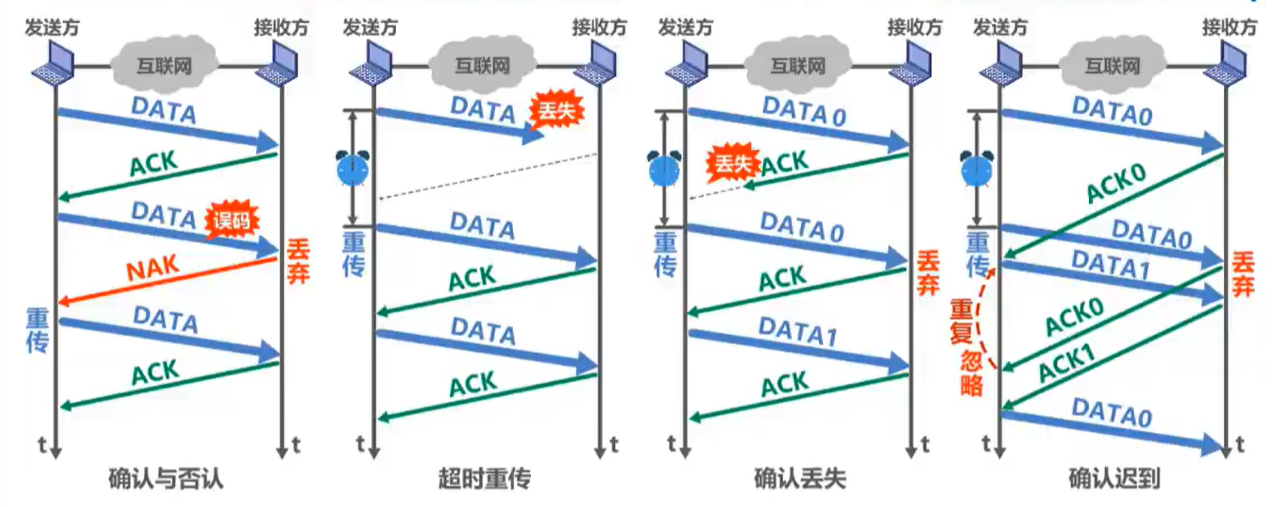 发送方
接收方
互联网
DATA
ACK
DATA
误码
丢弃
NAK
重传
DATA
ACK
t
t
确认与否认
发送方
接收方
互联网
DATA
丢失
重传
DATA
ACK
DATA
ACK
t
t
超时重传
发送方
接收方
互联网
DATA0
丢失
ACK
重传
DATA0
丢弃
ACK
DATA1
ACK
t
t
确认丢失
发送方
接收方
互联网
DATA0
ACK0
重传
DATA0
DATA1
丢弃
重复
忽略
ACK0
ACK1
DATA0
t
t
确认迟到